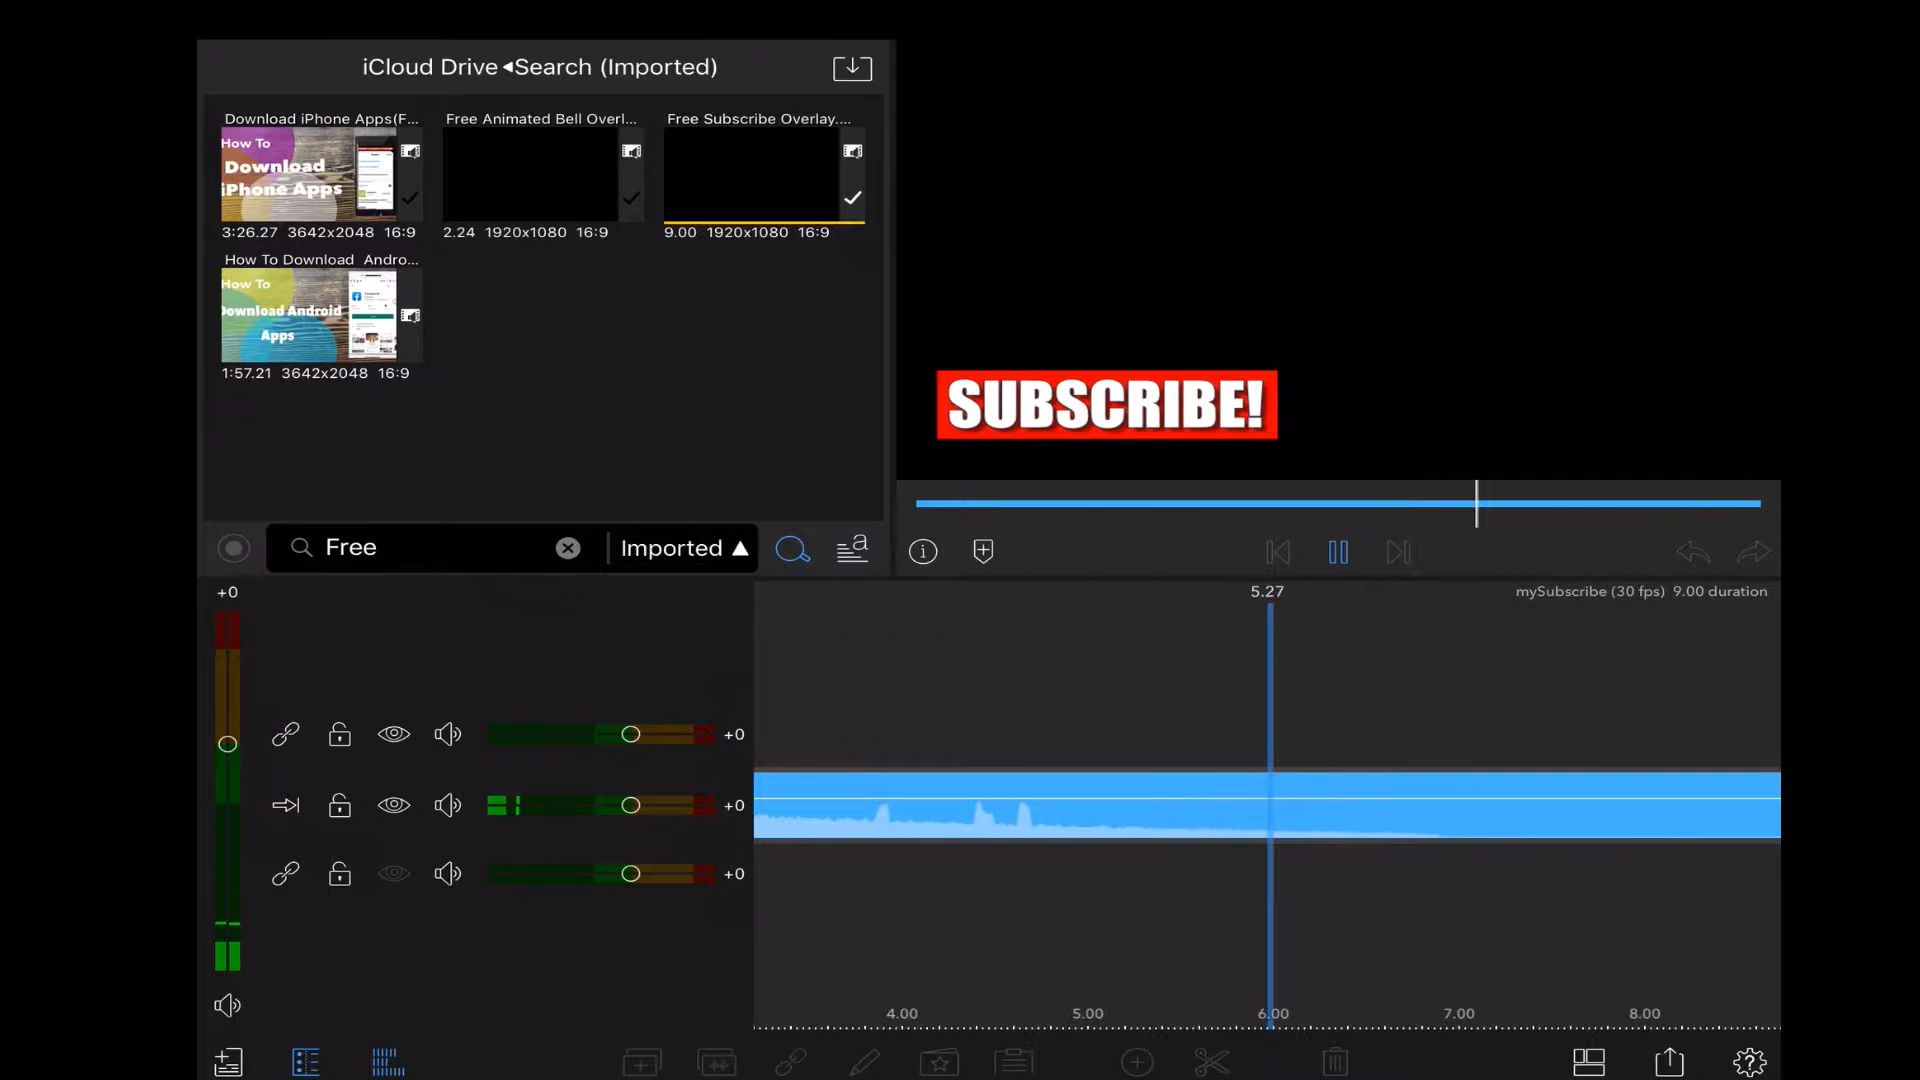 iCloud Drive◂Search (Imported)
Download iPhone Apps(F...
Free Animated Bell Overl...
Free Subscribe Overlay....
How To
Download
iPhone Apps
3:26.27 3642x2048 16:9
2.24 1920x1080 16:9
9.00 1920x1080 16:9
How To Download Andro...
How To
Download Android
Apps
1:57.21 3642x2048 16:9
SUBSCRIBE!
Free
Imported ▲
+0
5.27
mySubscribe (30 fps) 9.00 duration
+0
+0
+0
4.00
5.00
6.00
7.00
8.00